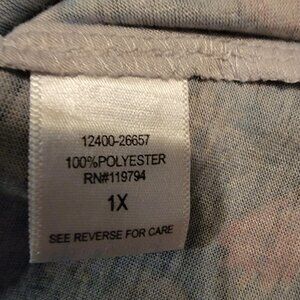 12400-26657
100%POLYESTER
RN#119794
1X
SEE REVERSE FOR CARE